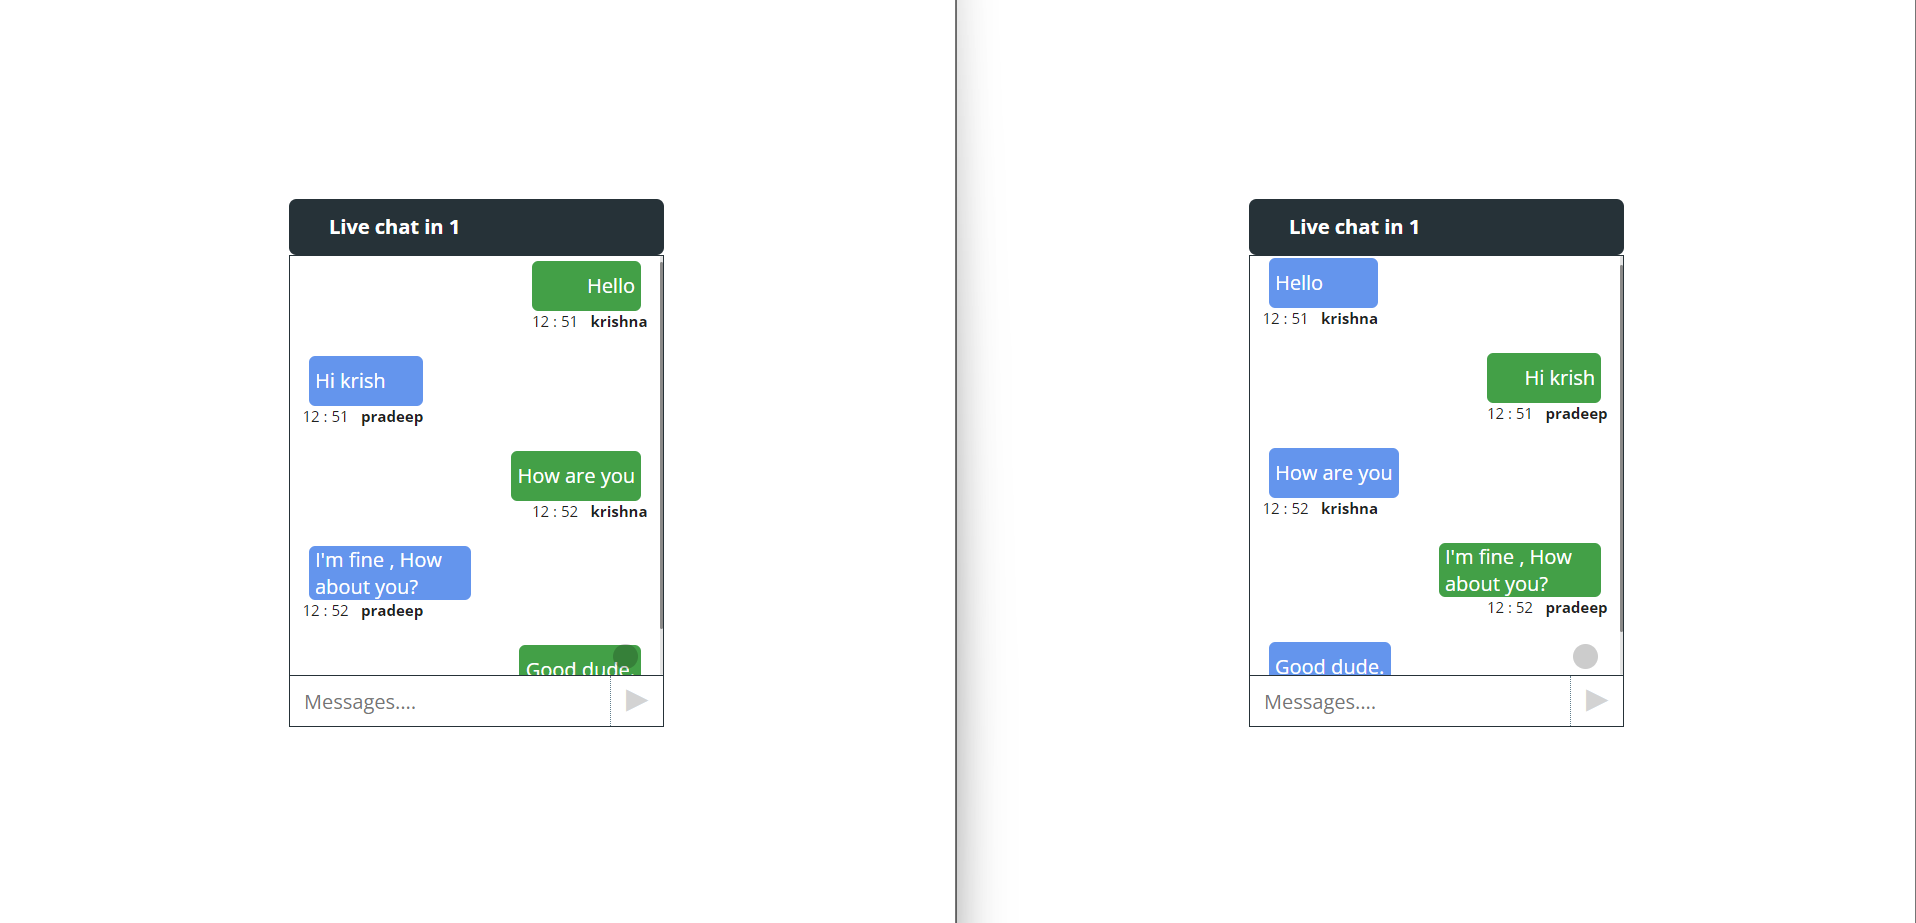 Live chat in 1
Hello
12 : 51 krishna
Hi krish
12 : 51 pradeep
How are you
12 : 52 krishna
I'm fine , How
about you?
12 : 52 pradeep
Good dude.
Messages....
Live chat in 1
Hello
12 : 51 krishna
Hi krish
12 : 51 pradeep
How are you
12 : 52 krishna
I'm fine , How
about you?
12 : 52 pradeep
Good dude.
Messages....